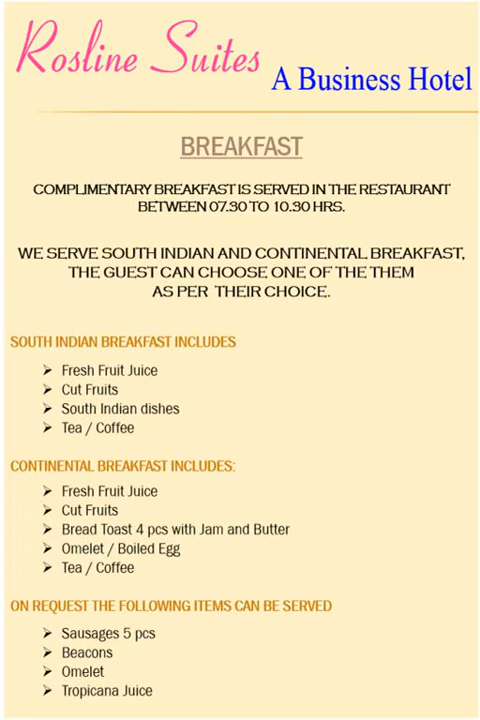 Rosline Suites
A Business Hotel
BREAKFAST
COMPLIMENTARY BREAKFAST IS SERVED IN THE RESTAURANT
BETWEEN 07.30 TO 10.30 HRS.
WE SERVE SOUTH INDIAN AND CONTINENTAL BREAKFAST,
THE GUEST CAN CHOOSE ONE OF THE THEM
AS PER THEIR CHOICE.
SOUTH INDIAN BREAKFAST INCLUDES
➢ Fresh Fruit Juice
➢ Cut Fruits
➢ South Indian dishes
➢ Tea / Coffee
CONTINENTAL BREAKFAST INCLUDES:
➢ Fresh Fruit Juice
➢ Cut Fruits
➢ Bread Toast 4 pcs with Jam and Butter
➢ Omelet / Boiled Egg
➢ Tea / Coffee
ON REQUEST THE FOLLOWING ITEMS CAN BE SERVED
➢ Sausages 5 pcs
➢ Beacons
➢ Omelet
➢ Tropicana Juice